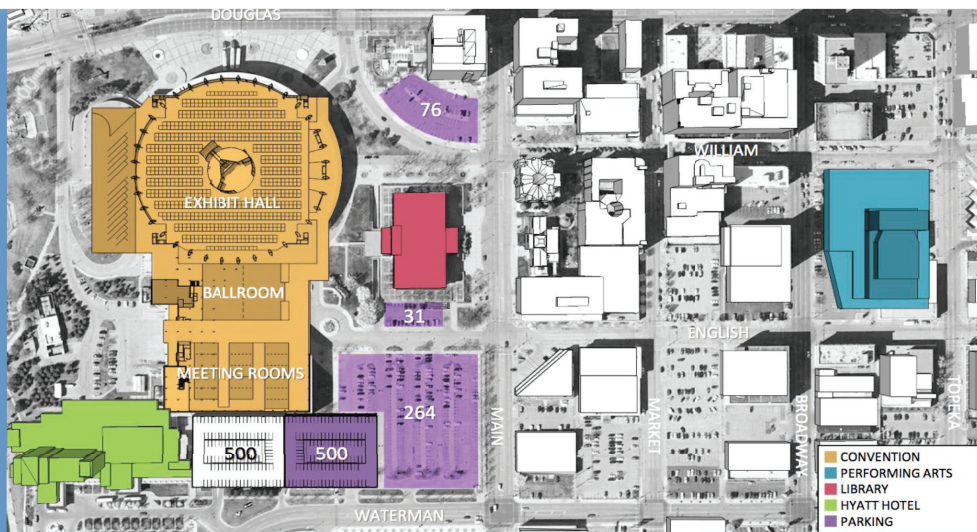 DOUGLAS
76
WILLIAM
EXHIBIT HALL
BALLROOM
31
ENGLISH
MEETING ROOMS
264
MAIN
MARKET
BROADWAY
TOPEKA
500
500
WATERMAN
CONVENTION
PERFORMING ARTS
LIBRARY
HYATT HOTEL
PARKING